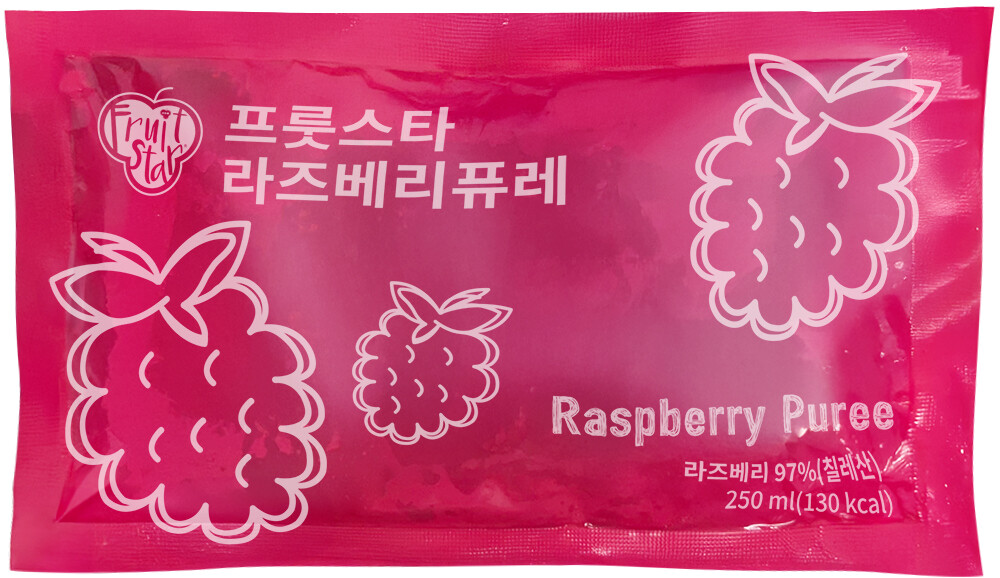 Fruit
Star
프룻스타
라즈베리퓨레
Raspberry Puree
라즈베리 97%(칠레산)
250 ml(130 kcal)